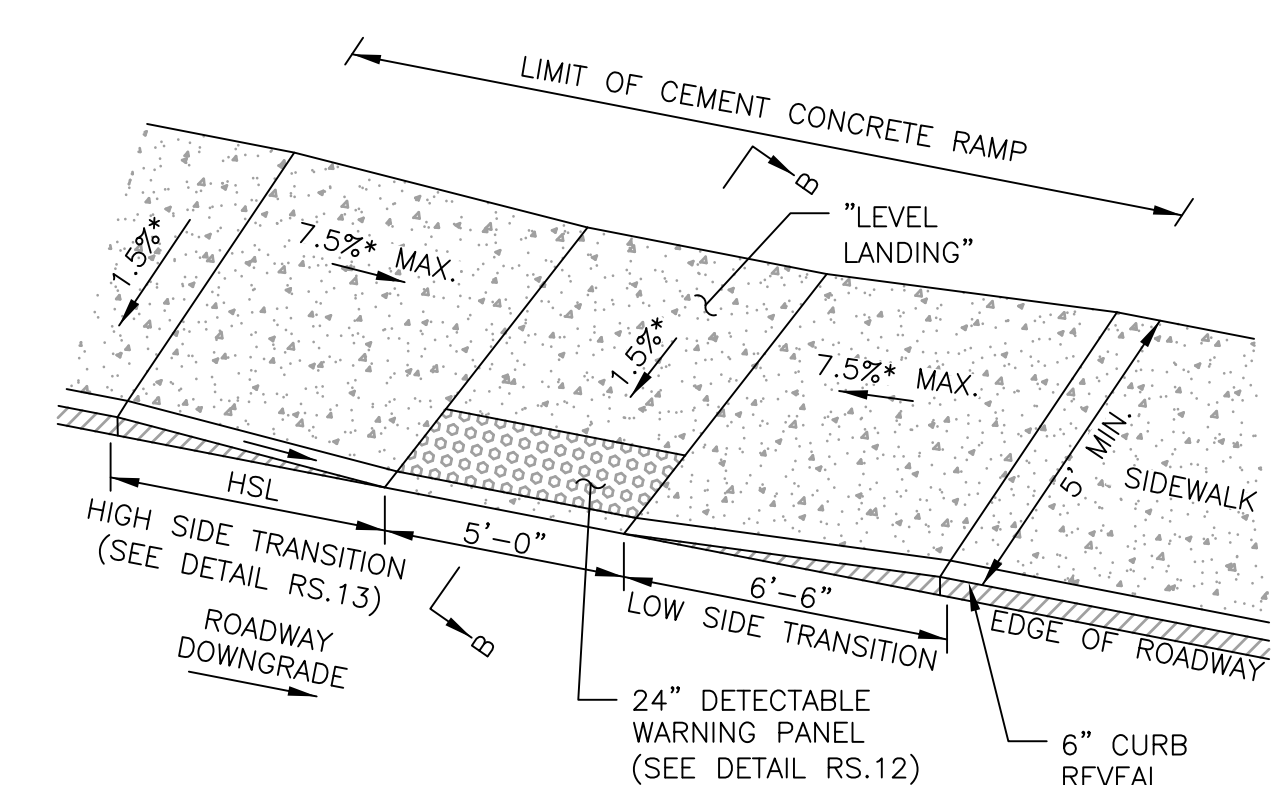 LIMIT OF CEMENT CONCRETE RAMP
B
"LEVEL
LANDING"
1.5%*
7.5%* MAX.
1.5%*
7.5%* MAX.
5' MIN.
SIDEWALK
HSL
HIGH SIDE TRANSITION
(SEE DETAIL RS.13)
5'-0"
6'-6"
LOW SIDE TRANSITION
EDGE OF ROADWAY
ROADWAY
DOWNGRADE
B
24" DETECTABLE
WARNING PANEL
(SEE DETAIL RS.12)
6" CURB
REVEAL